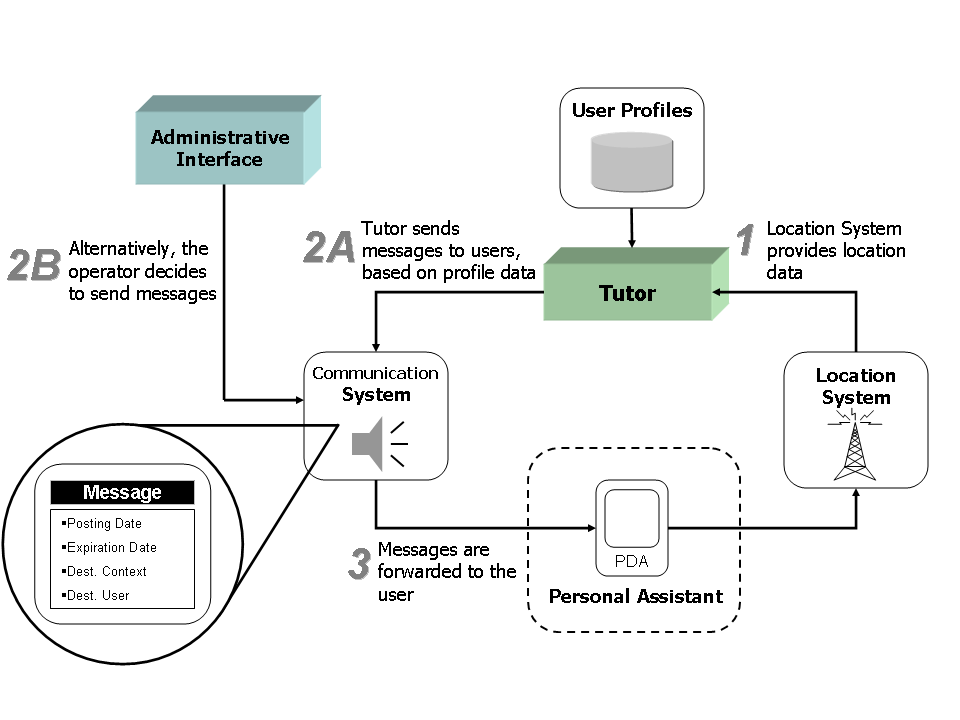 User Profiles
Administrative
Interface
2B
Alternatively, the
operator decides
to send messages
2A
Tutor sends
messages to users,
based on profile data
1
Location System
provides location
data
Tutor
Communication
System
Location
System
Message
▪Posting Date
▪Expiration Date
▪Dest. Context
▪Dest. User
3
Messages are
forwarded to the
user
PDA
Personal Assistant